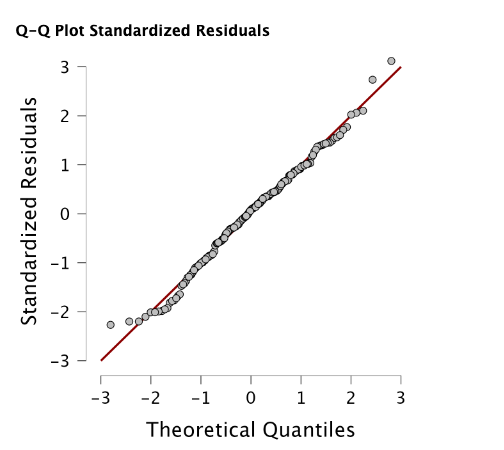 Q-Q Plot Standardized Residuals
3
2
1
0
−1
−2
−3
Standardized Residuals
−3 −2 −1 0 1 2 3
Theoretical Quantiles